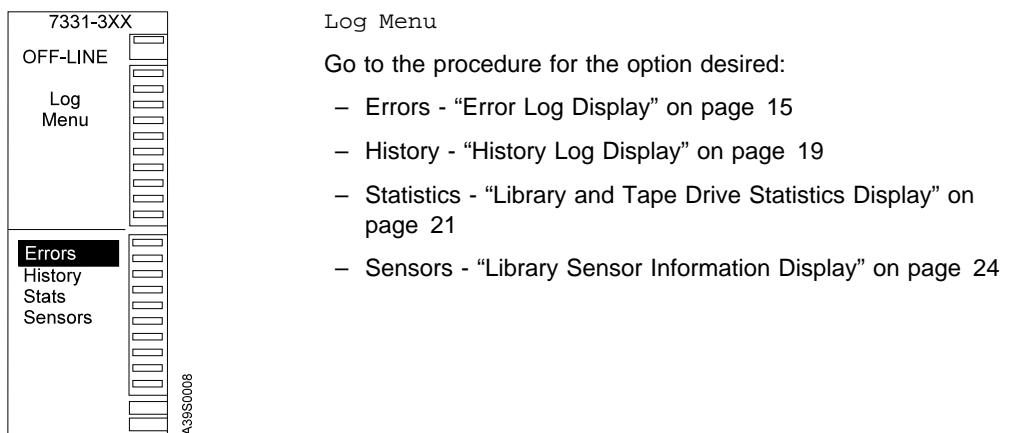 7331-3XX
OFF-LINE
Log
Menu
Errors
History
Stats
Sensors
A39S0008
Log Menu
Go to the procedure for the option desired:
– Errors - “Error Log Display” on page 15
– History - “History Log Display” on page 19
– Statistics - “Library and Tape Drive Statistics Display” on
page 21
– Sensors - “Library Sensor Information Display” on page 24